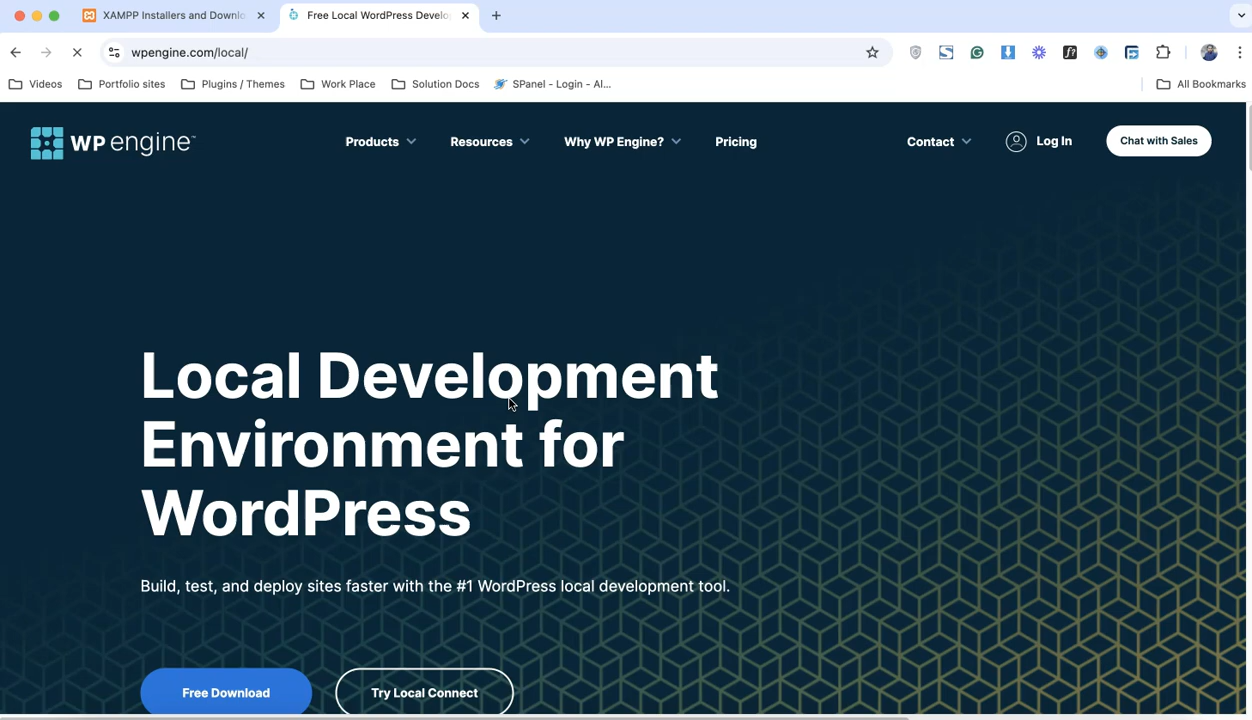 XAMPP Installers and Downlo
Free Local WordPress Develo
wpengine.com/local/
Videos
Portfolio sites
Plugins / Themes
Work Place
Solution Docs
SPanel - Login - Al...
All Bookmarks
WP engine™
Products
Resources
Why WP Engine?
Pricing
Contact
Log In
Chat with Sales
Local Development
Environment for
WordPress
Build, test, and deploy sites faster with the #1 WordPress local development tool.
Free Download
Try Local Connect